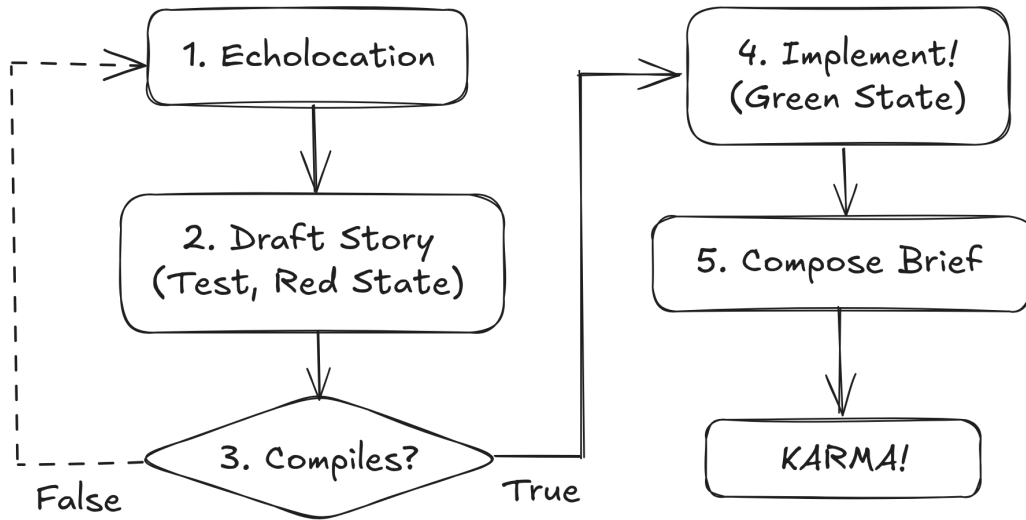 1. Echolocation
2. Draft Story
(Test, Red State)
3. Compiles?
False
True
4. Implement!
(Green State)
5. Compose Brief
KARMA!